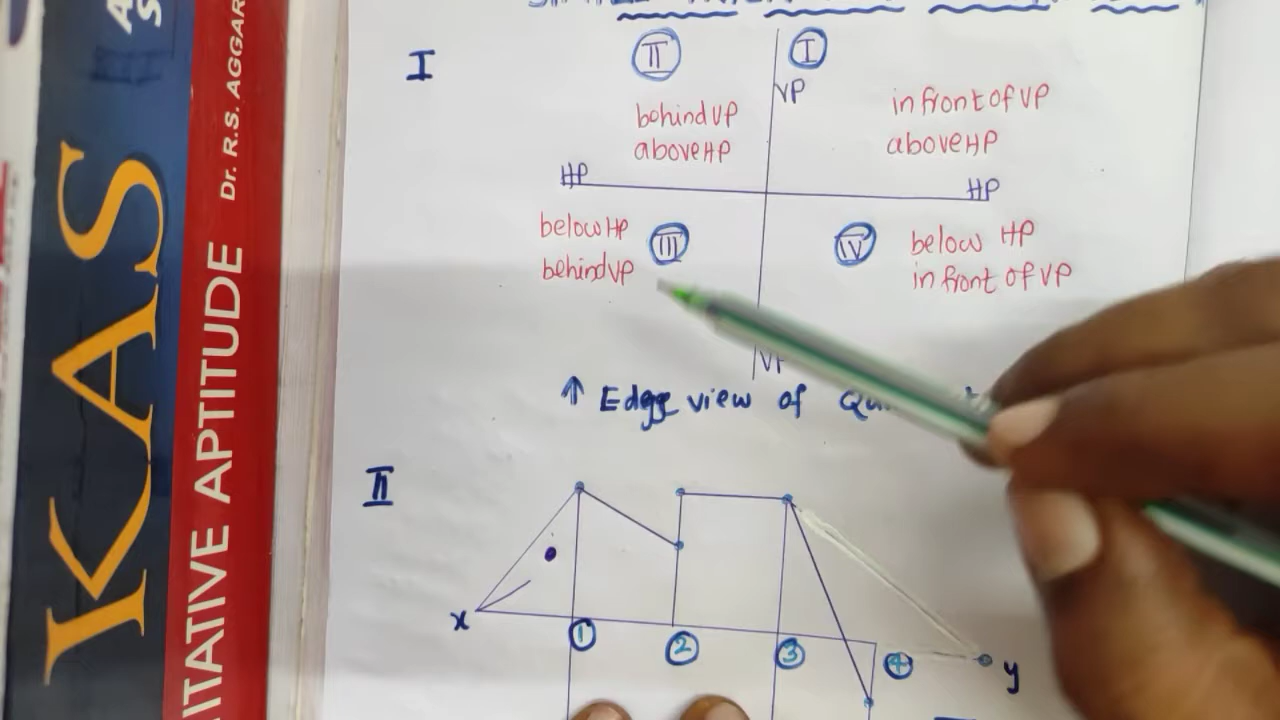 I
II
I
VP
behind VP
above HP
in front of VP
above HP
HP
HP
below HP
behind VP
III
IV
below HP
in front of VP
VP
↑ Edge view of
II
x
1
2
3
4
y
KAS
Dr. R.S. AGGAR
ITATIVE APTITUDE